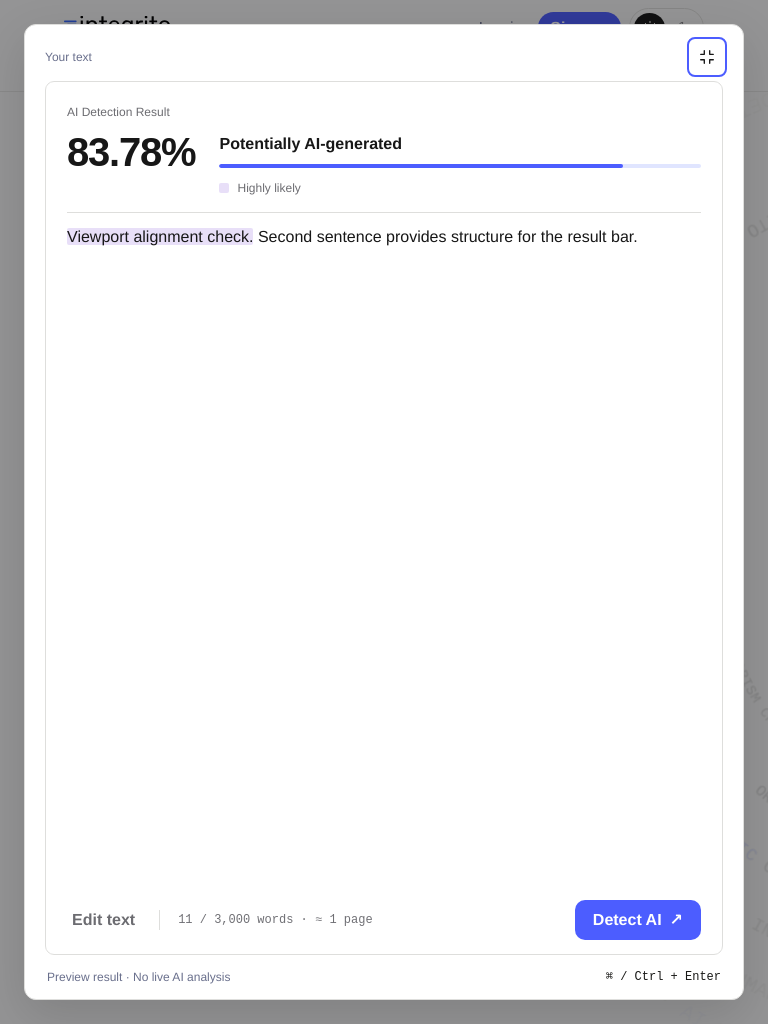 Your text
AI Detection Result
83.78%
Potentially AI-generated
Highly likely
Viewport alignment check. Second sentence provides structure for the result bar.
Edit text
11 / 3,000 words · ≈ 1 page
Detect AI ↗
Preview result · No live AI analysis
⌘ / Ctrl + Enter